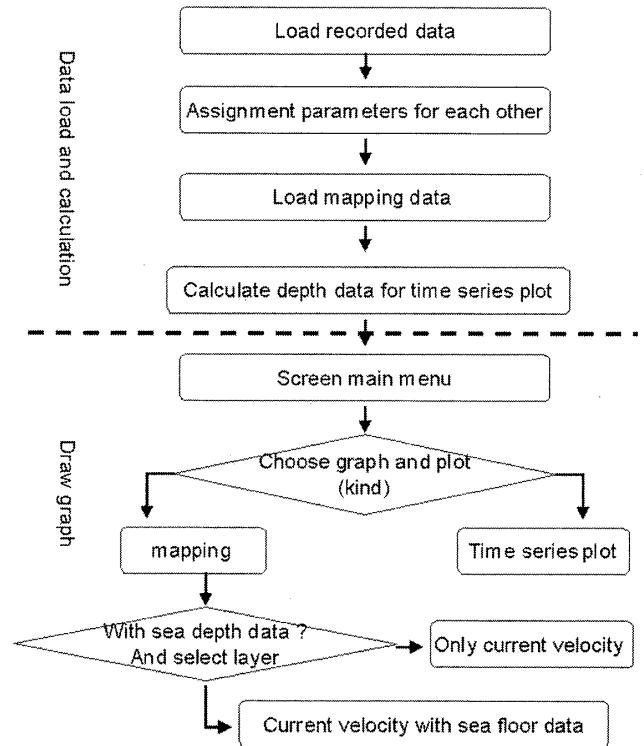 Load recorded data
Assignment parameters for each other
Load mapping data
Calculate depth data for time series plot
Data load and calculation
Screen main menu
Choose graph and plot
(kind)
Draw graph
mapping
Time series plot
With sea depth data ?
And select layer
Only current velocity
Current velocity with sea floor data